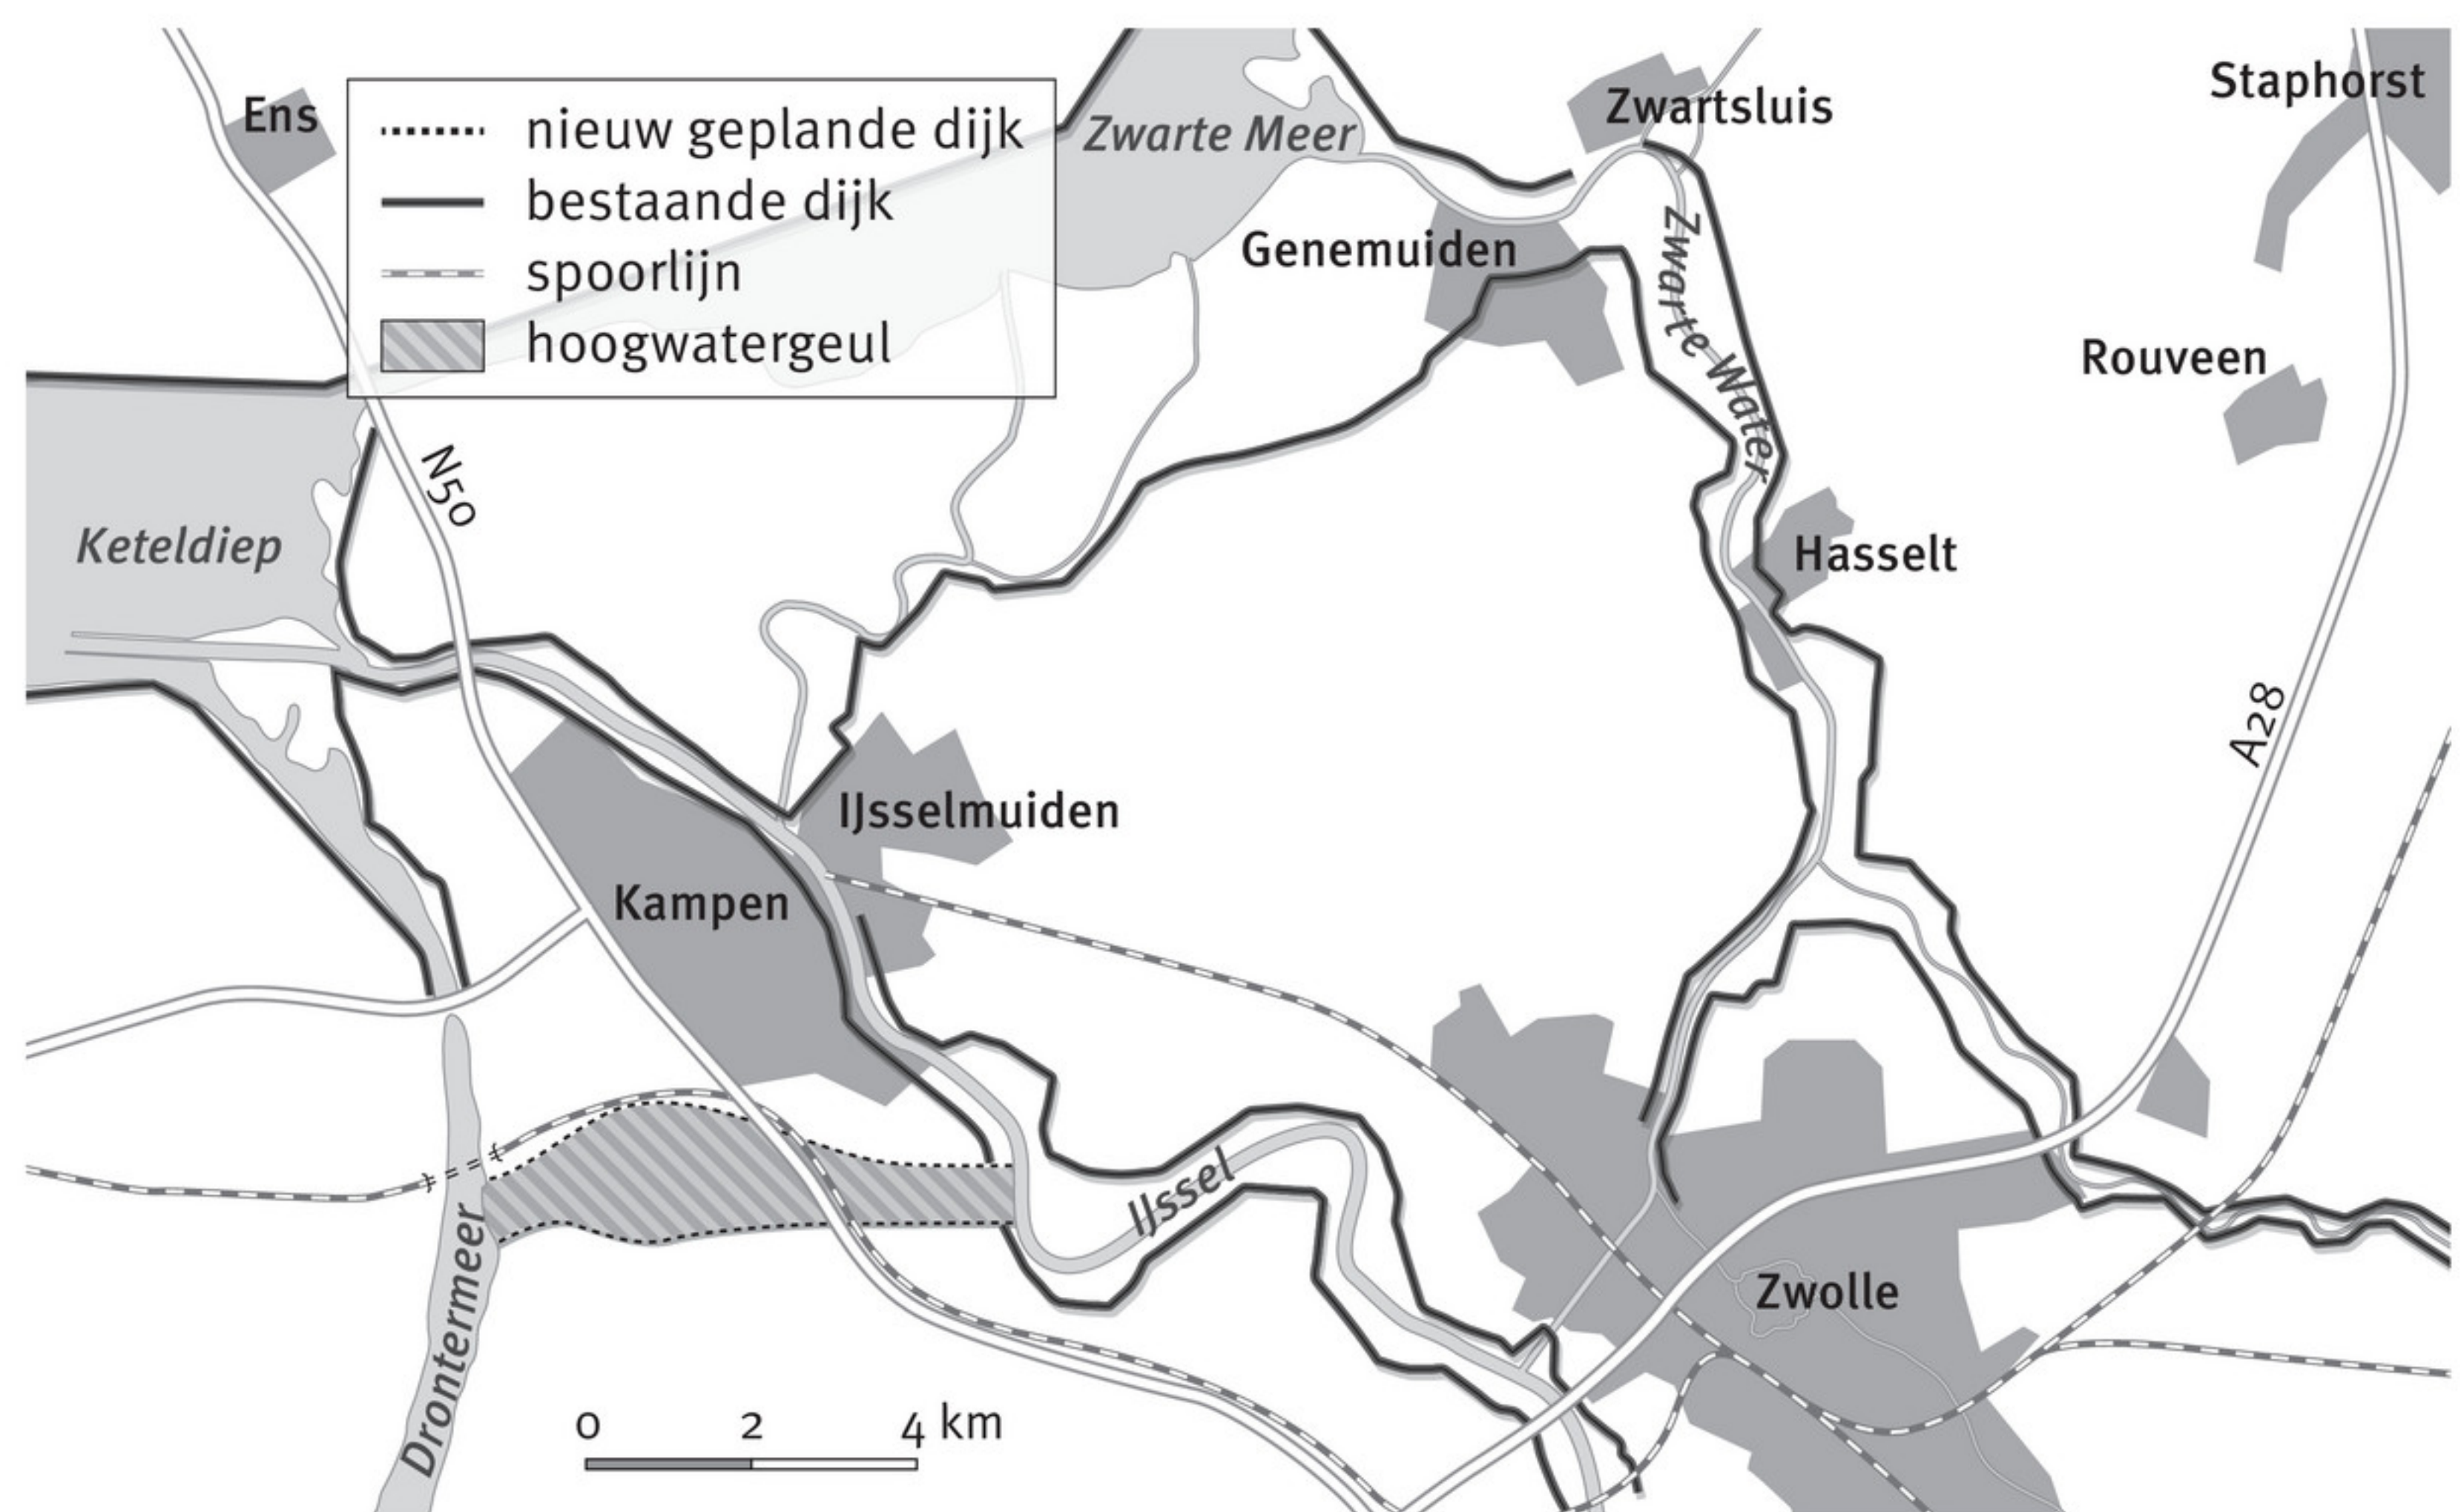 Ens
nieuw geplande dijk
bestaande dijk
spoorlijn
hoogwatergeul
Zwarte Meer
Zwartsluis
Staphorst
Genemuiden
Zwarte Water
Rouveen
N50
Keteldiep
Hasselt
A28
IJsselmuiden
Kampen
IJssel
Drontermeer
Zwolle
0 2 4 km